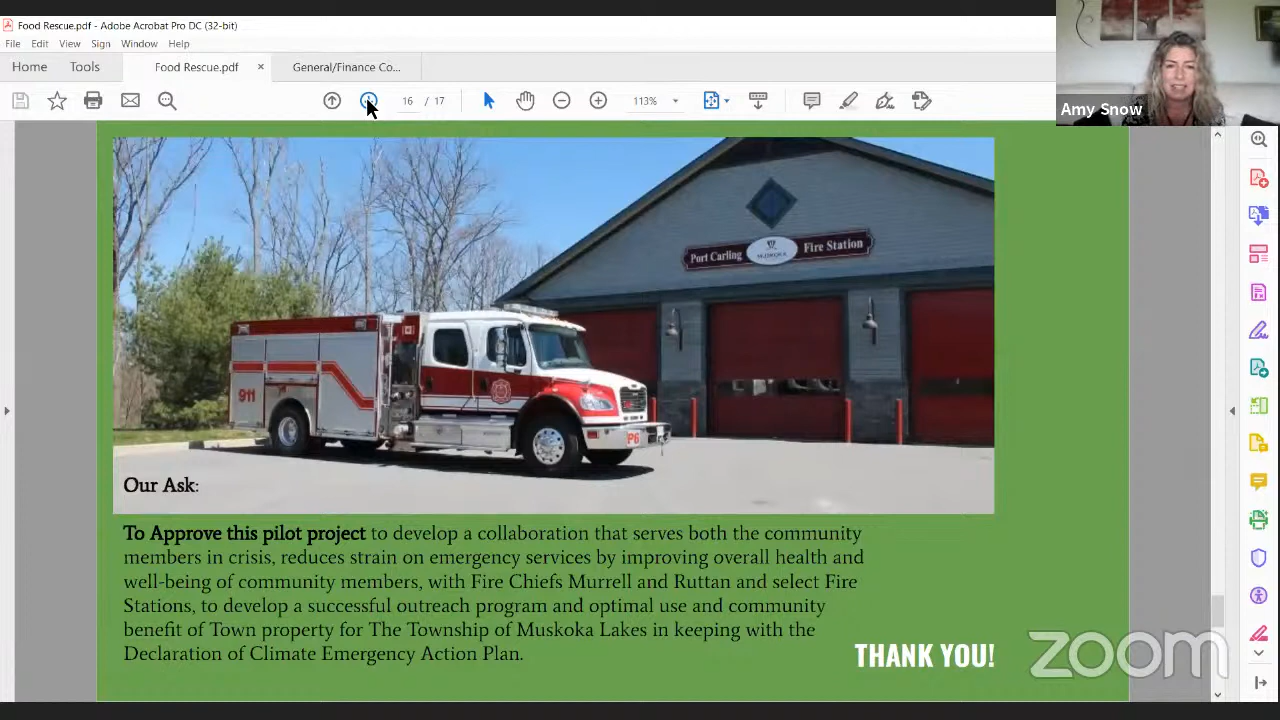 Food Rescue.pdf - Adobe Acrobat Pro DC (32-bit)
File Edit View Sign Window Help
Home Tools Food Rescue.pdf × General/Finance Co...
16 / 17 113%
Amy Snow
Port Carling MUSKOKA Fire Station
911
P6
Our Ask:
To Approve this pilot project to develop a collaboration that serves both the community
members in crisis, reduces strain on emergency services by improving overall health and
well-being of community members, with Fire Chiefs Murrell and Ruttan and select Fire
Stations, to develop a successful outreach program and optimal use and community
benefit of Town property for The Township of Muskoka Lakes in keeping with the
Declaration of Climate Emergency Action Plan.
THANK YOU!
zoom